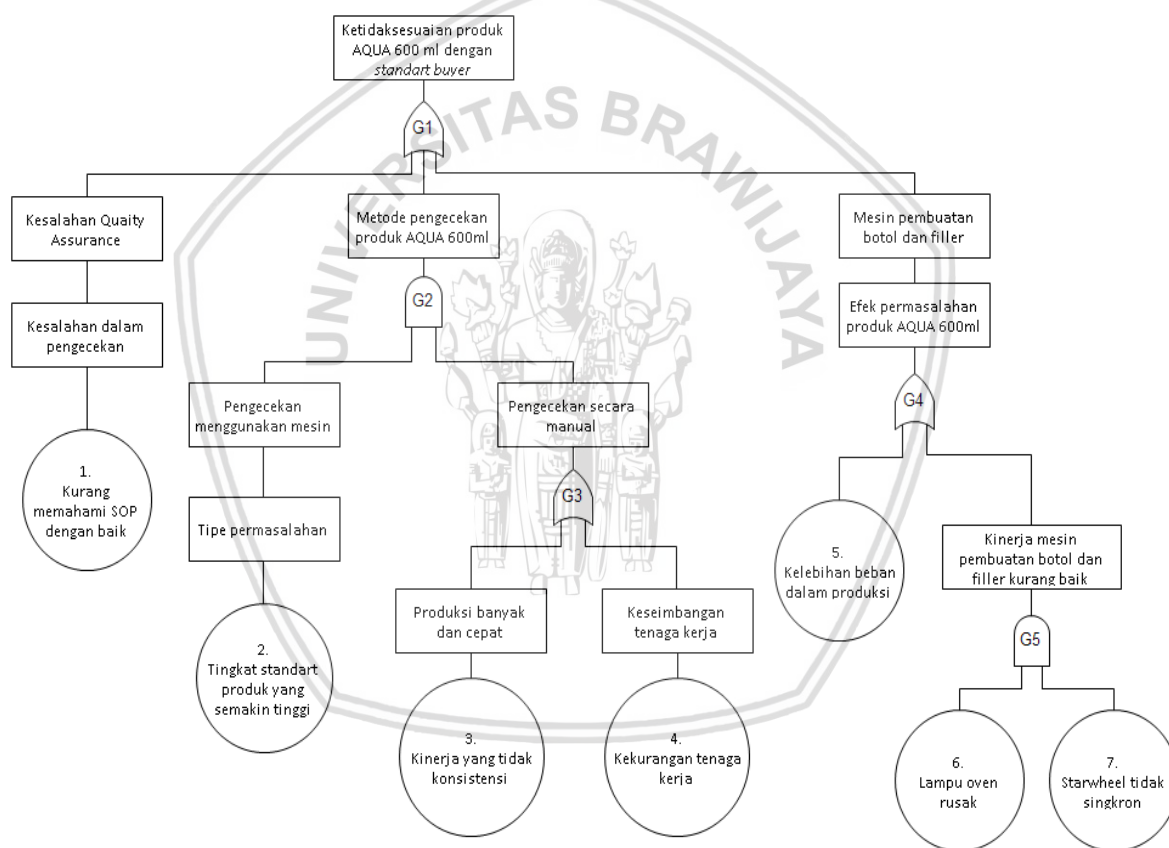 Ketidaksesuaian produk
AQUA 600 ml dengan
standart buyer
G1
UNIVERSITAS BRAWIJAYA
Kesalahan Quaity
Assurance
Metode pengecekan
produk AQUA 600ml
Mesin pembuatan
botol dan filler
Kesalahan dalam
pengecekan
G2
Efek permasalahan
produk AQUA 600ml
Pengecekan
menggunakan mesin
Pengecekan secara
manual
G4
1.
Kurang
memahami SOP
dengan baik
Tipe permasalahan
G3
5.
Kelebihan beban
dalam produksi
Kinerja mesin
pembuatan botol dan
filler kurang baik
Produksi banyak
dan cepat
Keseimbangan
tenaga kerja
G5
2.
Tingkat standart
produk yang
semakin tinggi
3.
Kinerja yang tidak
konsistensi
4.
Kekurangan tenaga
kerja
6.
Lampu oven
rusak
7.
Starwheel tidak
singkron